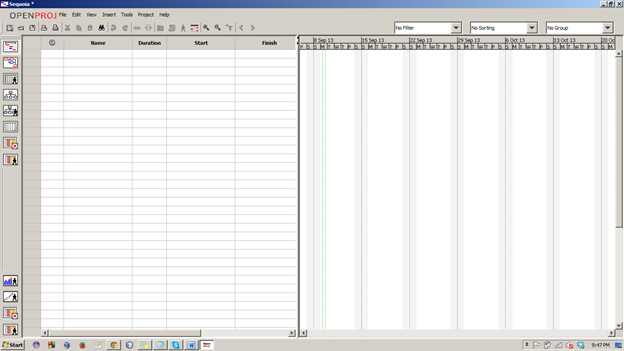 Sequoia *
OPENPROJ File Edit View Insert Tools Project Help
No Filter No Sorting No Group
Name Duration Start Finish
8 Sep 13 15 Sep 13 22 Sep 13 29 Sep 13 6 Oct 13 13 Oct 13 20 Oc
F S S M T W T F S S M T W T F S S M T W T F S S M T W T F S S M T W T F S S M T W T F S S M
Start 9:47 PM